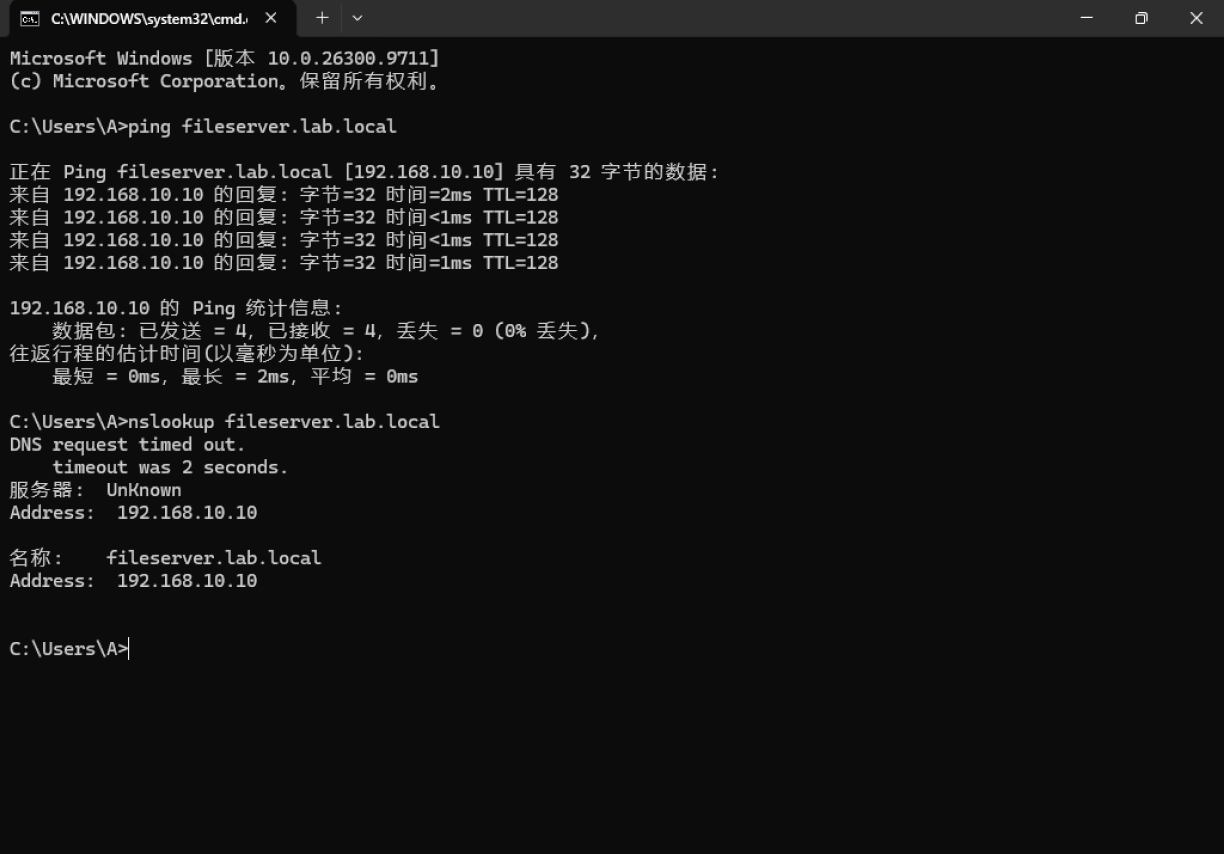 C:\WINDOWS\system32\cmd.
Microsoft Windows [版本 10.0.26300.9711]
(c) Microsoft Corporation。保留所有权利。
C:\Users\A>ping fileserver.lab.local
正在 Ping fileserver.lab.local [192.168.10.10] 具有 32 字节的数据:
来自 192.168.10.10 的回复: 字节=32 时间=2ms TTL=128
来自 192.168.10.10 的回复: 字节=32 时间<1ms TTL=128
来自 192.168.10.10 的回复: 字节=32 时间<1ms TTL=128
来自 192.168.10.10 的回复: 字节=32 时间=1ms TTL=128
192.168.10.10 的 Ping 统计信息:
    数据包: 已发送 = 4, 已接收 = 4, 丢失 = 0 (0% 丢失),
往返行程的估计时间(以毫秒为单位):
    最短 = 0ms, 最长 = 2ms, 平均 = 0ms
C:\Users\A>nslookup fileserver.lab.local
DNS request timed out.
    timeout was 2 seconds.
服务器:  UnKnown
Address:  192.168.10.10
名称:    fileserver.lab.local
Address:  192.168.10.10
C:\Users\A>